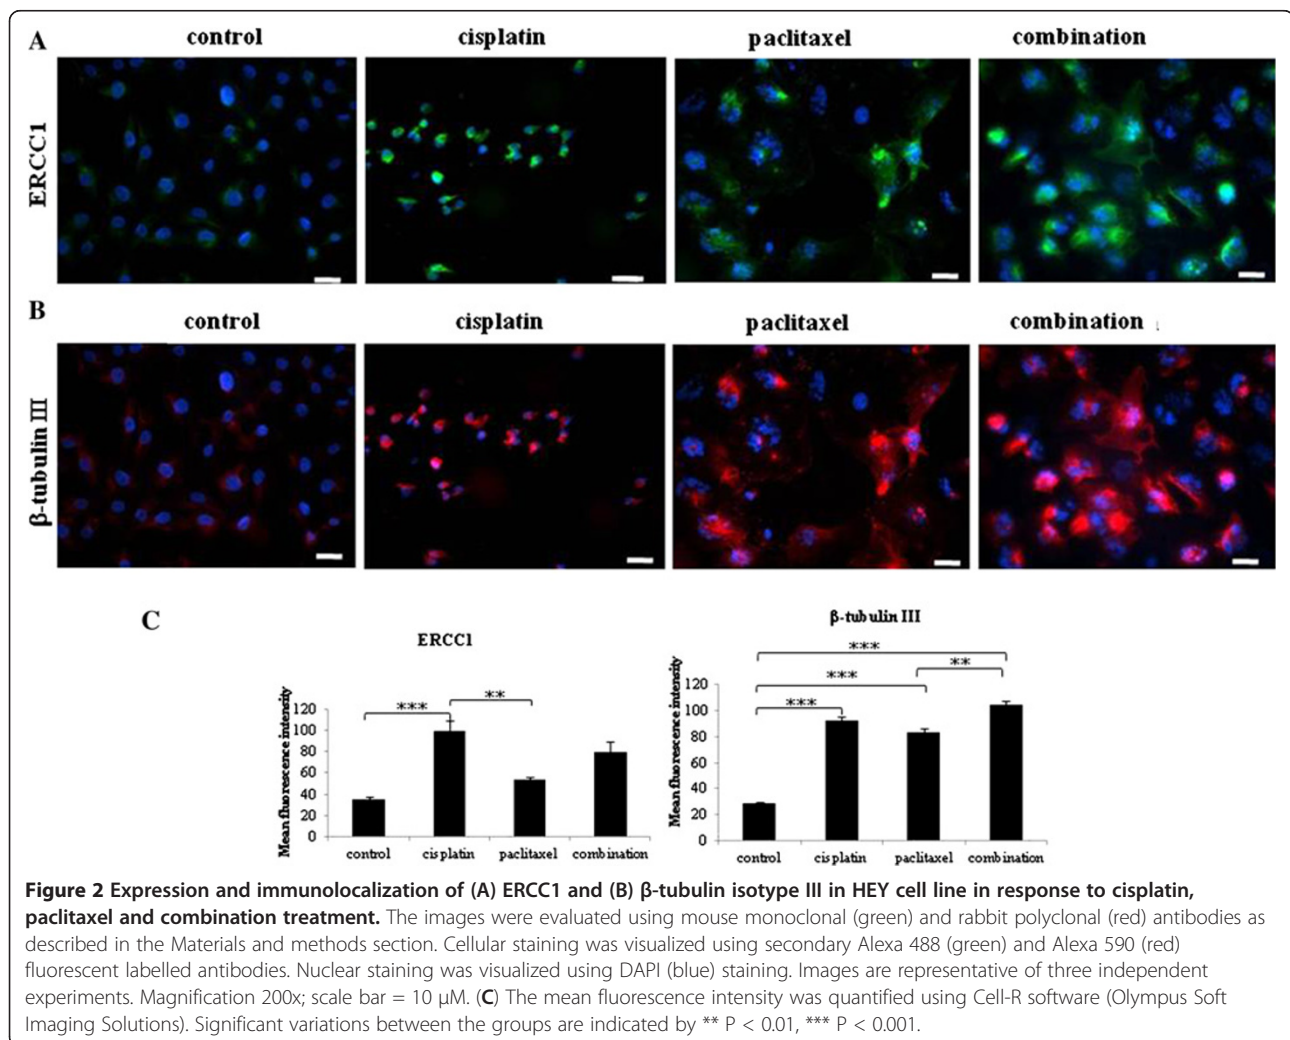 A
control
cisplatin
paclitaxel
combination
ERCC1
B
control
cisplatin
paclitaxel
combination
β-tubulin III
C
ERCC1
Mean fluorescence intensity
120
100
80
60
40
20
0
***
**
control
cisplatin
paclitaxel
combination
β-tubulin III
Mean fluorescence intensity
120
100
80
60
40
20
0
***
***
***
**
control
cisplatin
paclitaxel
combination
Figure 2 Expression and immunolocalization of (A) ERCC1 and (B) β-tubulin isotype III in HEY cell line in response to cisplatin,
paclitaxel and combination treatment. The images were evaluated using mouse monoclonal (green) and rabbit polyclonal (red) antibodies as
described in the Materials and methods section. Cellular staining was visualized using secondary Alexa 488 (green) and Alexa 590 (red)
fluorescent labelled antibodies. Nuclear staining was visualized using DAPI (blue) staining. Images are representative of three independent
experiments. Magnification 200x; scale bar = 10 μM. (C) The mean fluorescence intensity was quantified using Cell-R software (Olympus Soft
Imaging Solutions). Significant variations between the groups are indicated by ** P < 0.01, *** P < 0.001.